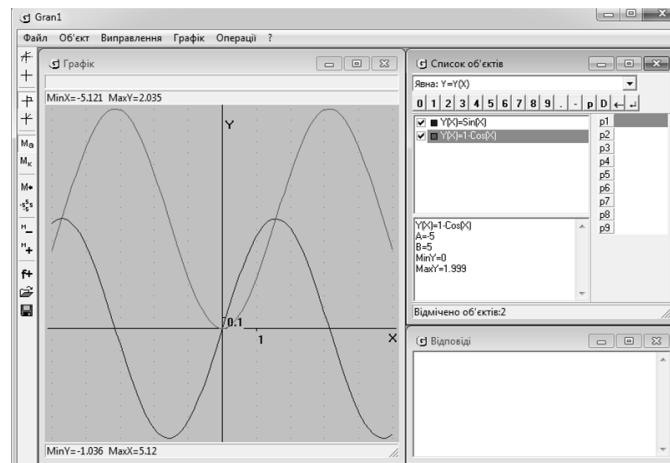 Gran1
Файл Об'єкт Виправлення Графік Операції ?
Графік
MinX=-5.121 MaxY=2.035
Y
0.1
1
X
MinY=-1.036 MaxX=5.12
Список об'єктів
Явна: Y=Y(X)
0 1 2 3 4 5 6 7 8 9 . - p D ← ↵
Y(X)=Sin(X)
Y(X)=1-Cos(X)
p1
p2
p3
p4
p5
p6
p7
p8
p9
Y(X)=1-Cos(X)
A=-5
B=5
MinY=0
MaxY=1.999
Відмічено об'єктів:2
Відповіді